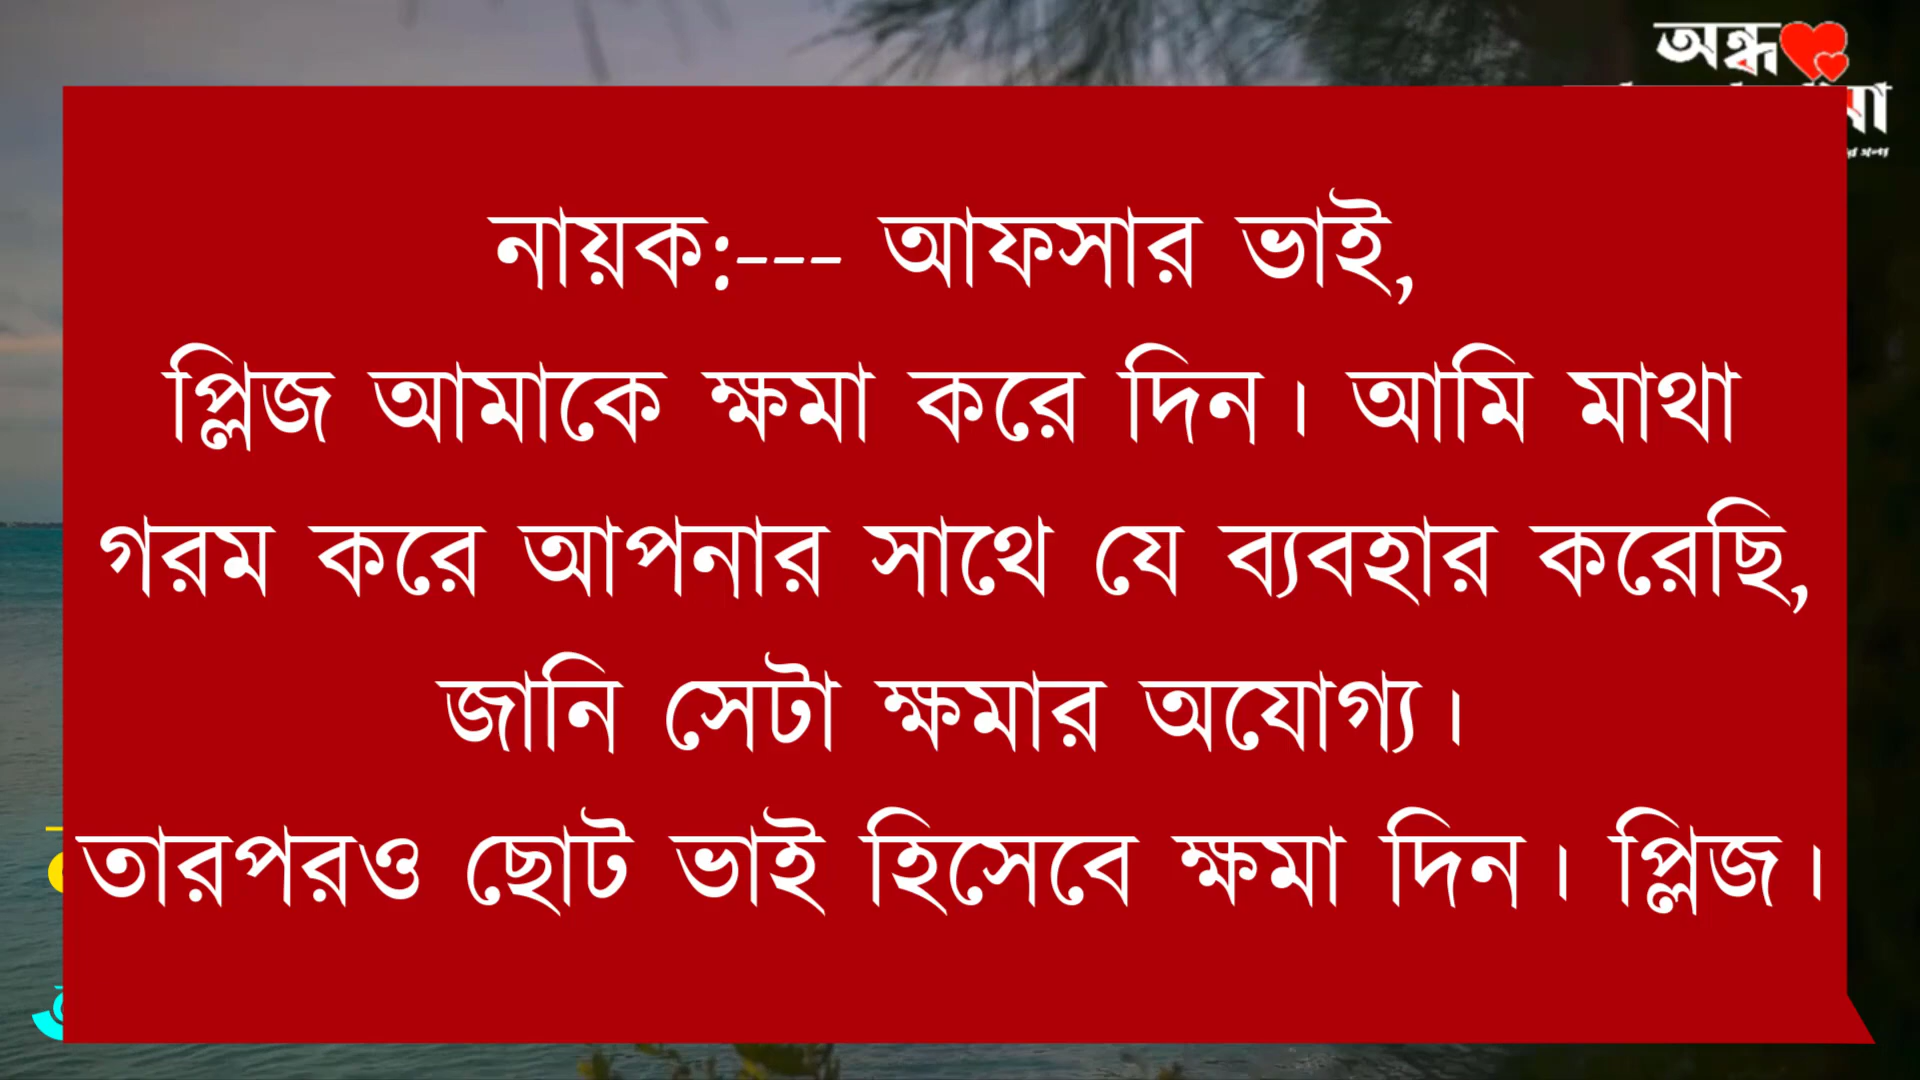 অন্ধ
নায়ক:--- আফসার ভাই,
প্লিজ আমাকে ক্ষমা করে দিন। আমি মাথা
গরম করে আপনার সাথে যে ব্যবহার করেছি,
জানি সেটা ক্ষমার অযোগ্য।
তারপরও ছোট ভাই হিসেবে ক্ষমা দিন। প্লিজ।